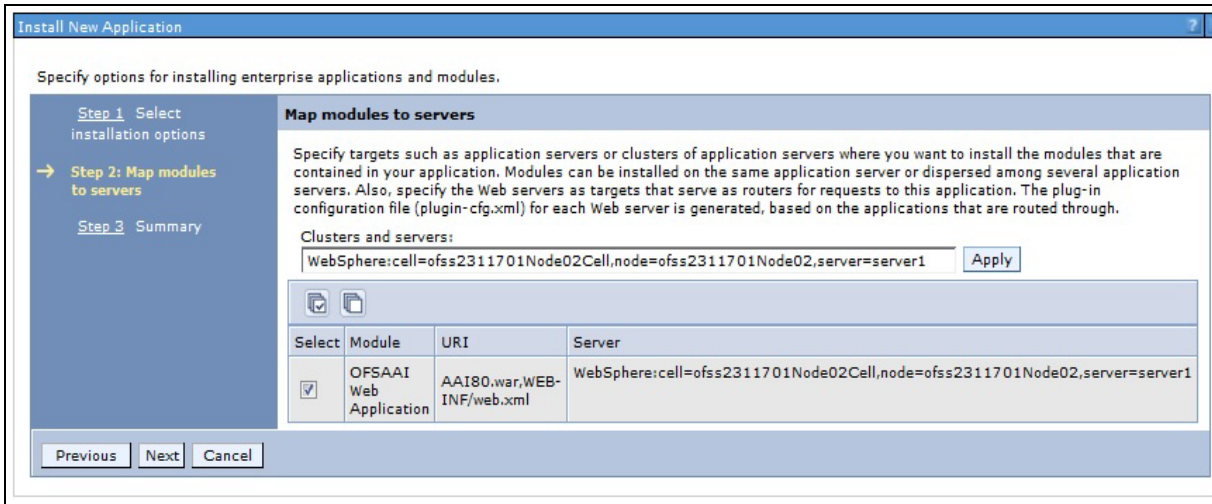 Install New Application
?
Specify options for installing enterprise applications and modules.
Step 1 Select
installation options
Step 2: Map modules
to servers
Step 3 Summary
Map modules to servers
Specify targets such as application servers or clusters of application servers where you want to install the modules that are
contained in your application. Modules can be installed on the same application server or dispersed among several application
servers. Also, specify the Web servers as targets that serve as routers for requests to this application. The plug-in
configuration file (plugin-cfg.xml) for each Web server is generated, based on the applications that are routed through.
Clusters and servers:
WebSphere:cell=ofss2311701Node02Cell,node=ofss2311701Node02,server=server1
Apply
Select Module URI Server
OFSAAI
Web
Application
AAI80.war,WEB-
INF/web.xml
WebSphere:cell=ofss2311701Node02Cell,node=ofss2311701Node02,server=server1
Previous Next Cancel